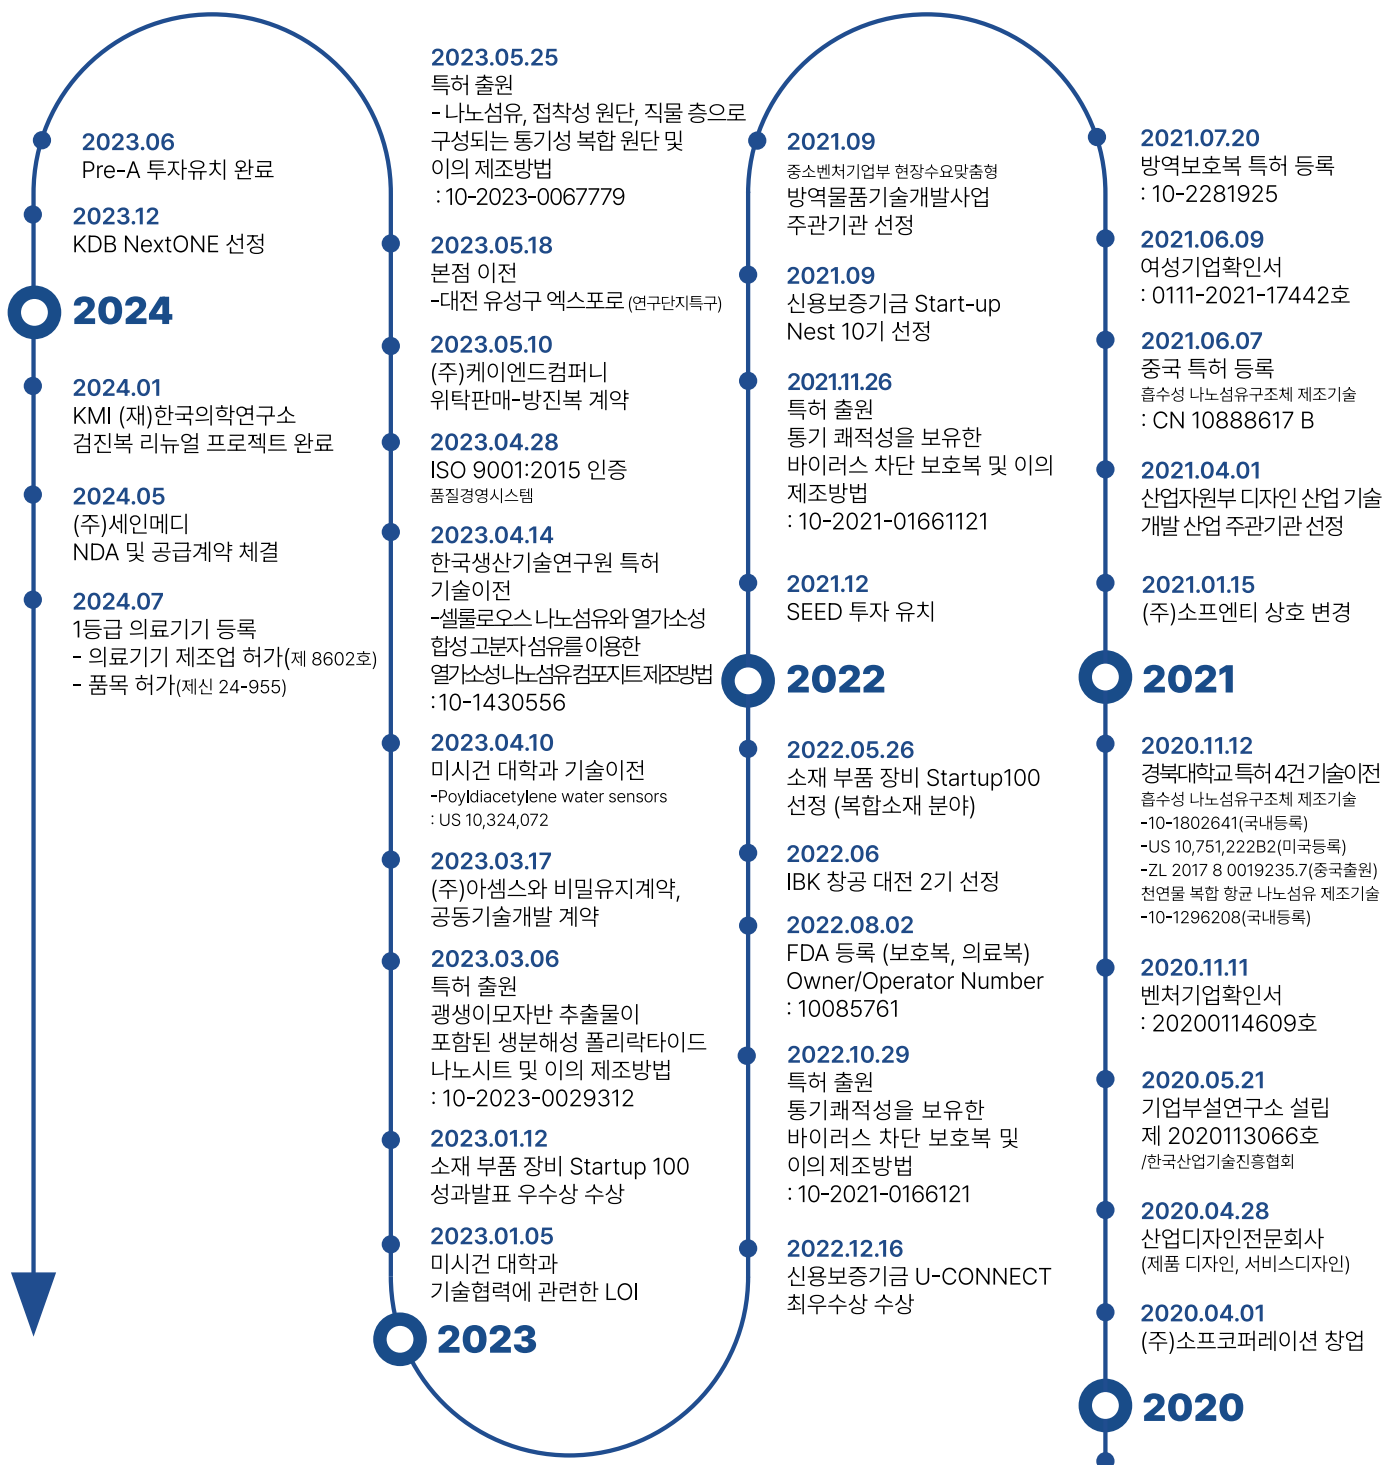 2023.06
Pre-A 투자유치 완료
2023.12
KDB NextONE 선정
2024
2024.01
KMI (재)한국의학연구소
검진복 리뉴얼 프로젝트 완료
2024.05
(주)세인메디
NDA 및 공급계약 체결
2024.07
1등급 의료기기 등록
- 의료기기 제조업 허가(제 8602호)
- 품목 허가(제신 24-955)
2023.05.25
특허 출원
- 나노섬유, 접착성 원단, 직물 층으로
구성되는 통기성 복합 원단 및
이의 제조방법
: 10-2023-0067779
2023.05.18
본점 이전
-대전 유성구 엑스포로 (연구단지특구)
2023.05.10
(주)케이엔드컴퍼니
위탁판매-방진복 계약
2023.04.28
ISO 9001:2015 인증
품질경영시스템
2023.04.14
한국생산기술연구원 특허
기술이전
-셀룰로오스 나노섬유와 열가소성
합성 고분자 섬유를 이용한
열가소성 나노섬유 컴포지트 제조방법
: 10-1430556
2023.04.10
미시건 대학과 기술이전
-Poyldiacetylene water sensors
: US 10,324,072
2023.03.17
(주)아셈스와 비밀유지계약,
공동기술개발 계약
2023.03.06
특허 출원
괭생이모자반 추출물이
포함된 생분해성 폴리락타이드
나노시트 및 이의 제조방법
: 10-2023-0029312
2023.01.12
소재 부품 장비 Startup 100
성과발표 우수상 수상
2023.01.05
미시건 대학과
기술협력에 관련한 LOI
2023
2021.09
중소벤처기업부 현장수요맞춤형
방역물품기술개발사업
주관기관 선정
2021.09
신용보증기금 Start-up
Nest 10기 선정
2021.11.26
특허 출원
통기 쾌적성을 보유한
바이러스 차단 보호복 및 이의
제조방법
: 10-2021-01661121
2021.12
SEED 투자 유치
2022
2022.05.26
소재 부품 장비 Startup100
선정 (복합소재 분야)
2022.06
IBK 창공 대전 2기 선정
2022.08.02
FDA 등록 (보호복, 의료복)
Owner/Operator Number
: 10085761
2022.10.29
특허 출원
통기쾌적성을 보유한
바이러스 차단 보호복 및
이의 제조방법
: 10-2021-0166121
2022.12.16
신용보증기금 U-CONNECT
최우수상 수상
2021.07.20
방역보호복 특허 등록
: 10-2281925
2021.06.09
여성기업확인서
: 0111-2021-17442호
2021.06.07
중국 특허 등록
흡수성 나노섬유구조체 제조기술
: CN 10888617 B
2021.04.01
산업자원부 디자인 산업 기술
개발 산업 주관기관 선정
2021.01.15
(주)소프엔티 상호 변경
2021
2020.11.12
경북대학교 특허 4건 기술이전
흡수성 나노섬유구조체 제조기술
-10-1802641(국내등록)
-US 10,751,222B2(미국등록)
-ZL 2017 8 0019235.7(중국출원)
천연물 복합 항균 나노섬유 제조기술
-10-1296208(국내등록)
2020.11.11
벤처기업확인서
: 20200114609호
2020.05.21
기업부설연구소 설립
제 2020113066호
/한국산업기술진흥협회
2020.04.28
산업디자인전문회사
(제품 디자인, 서비스디자인)
2020.04.01
(주)소프코퍼레이션 창업
2020